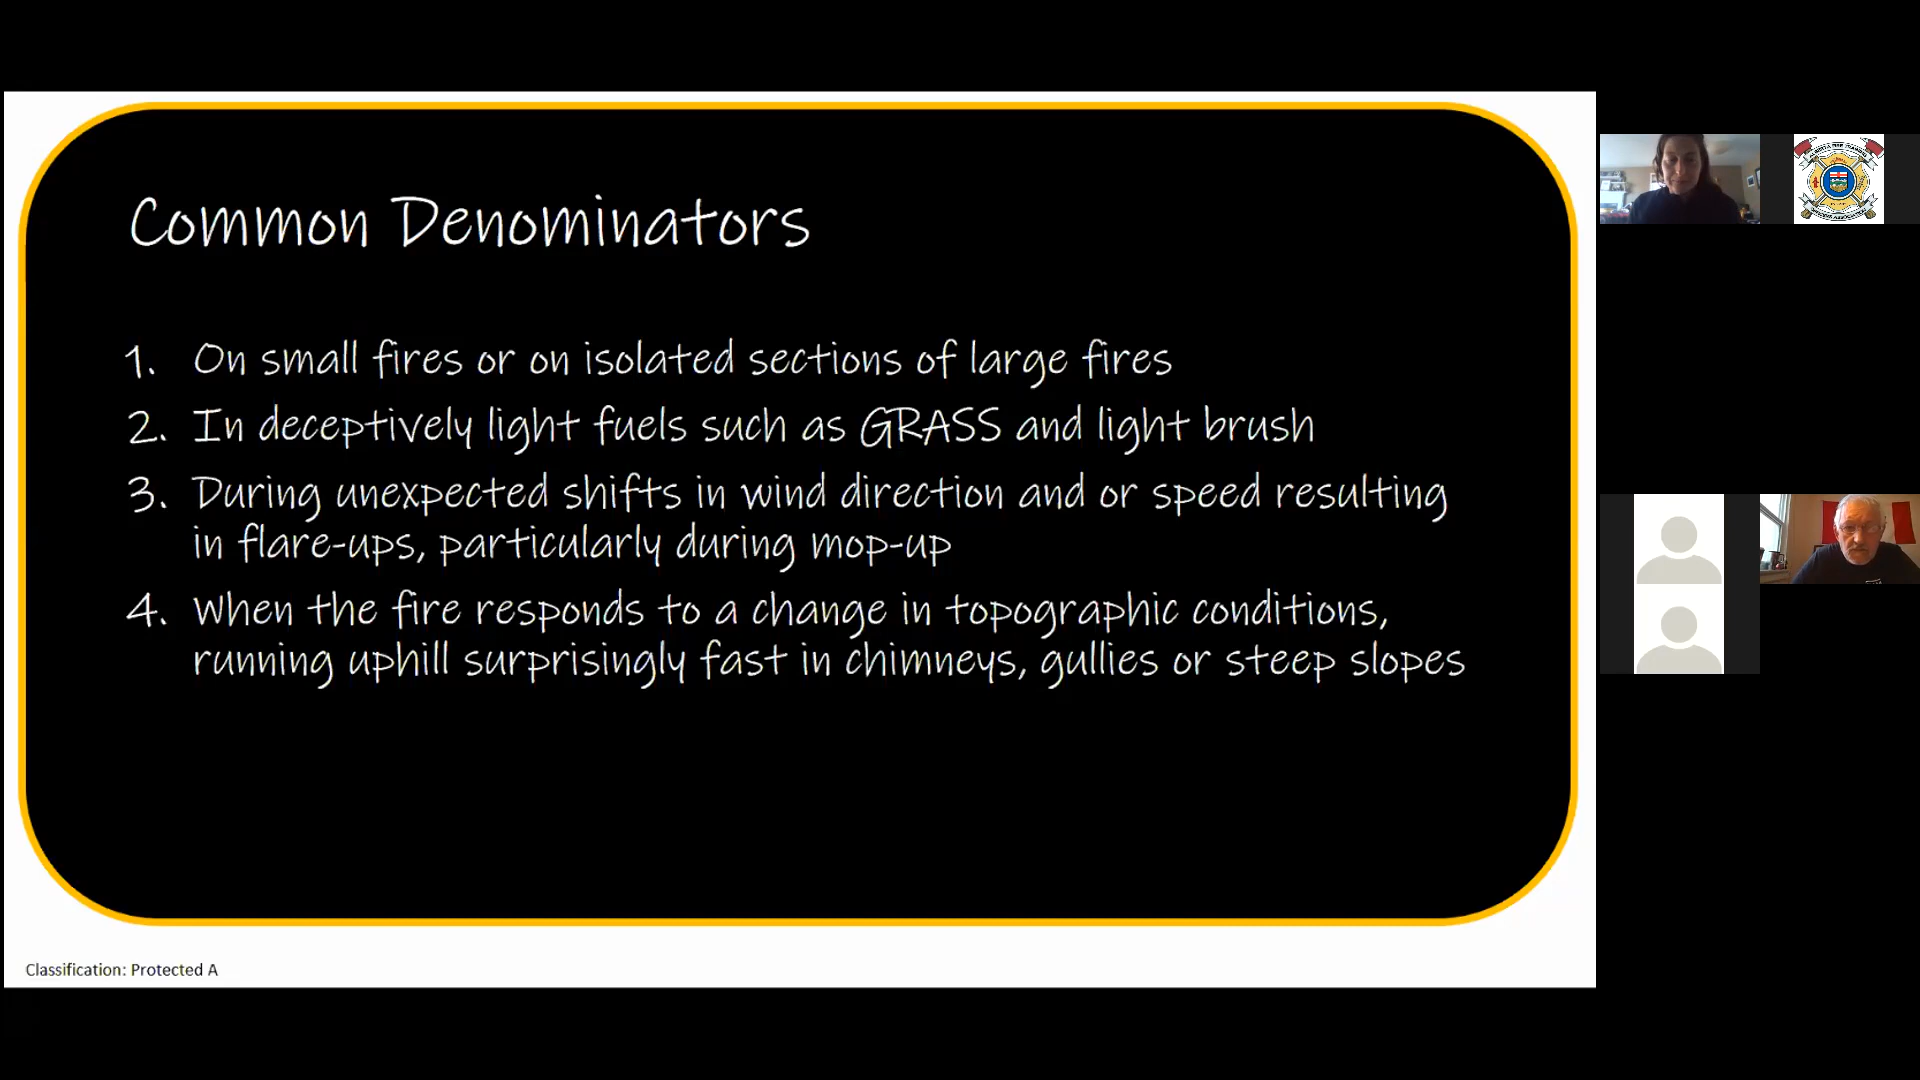 Common Denominators
1. On small fires or on isolated sections of large fires
2. In deceptively light fuels such as GRASS and light brush
3. During unexpected shifts in wind direction and or speed resulting
in flare-ups, particularly during mop-up
4. When the fire responds to a change in topographic conditions,
running uphill surprisingly fast in chimneys, gullies or steep slopes
Classification: Protected A